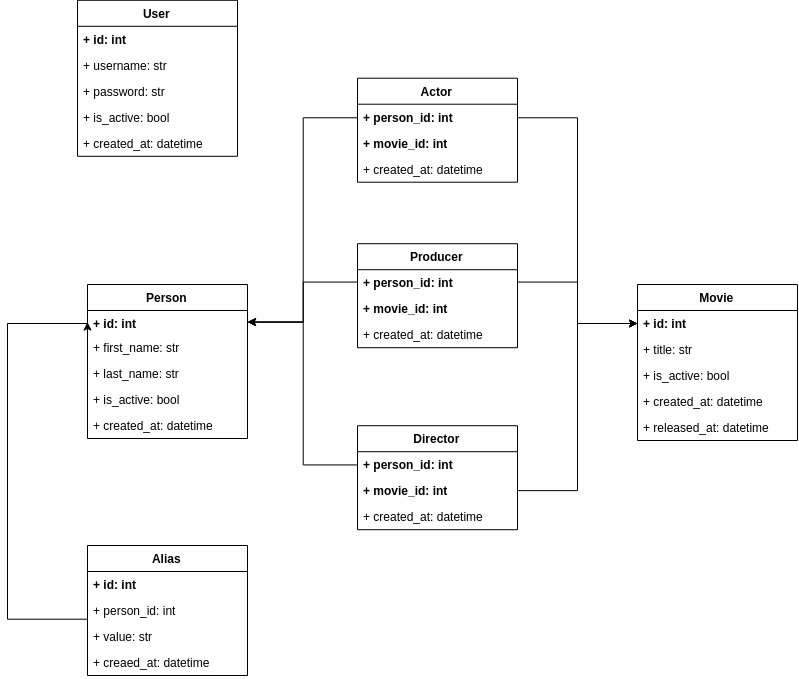 User
+ id: int
+ username: str
+ password: str
+ is_active: bool
+ created_at: datetime
Actor
+ person_id: int
+ movie_id: int
+ created_at: datetime
Producer
+ person_id: int
+ movie_id: int
+ created_at: datetime
Person
+ id: int
+ first_name: str
+ last_name: str
+ is_active: bool
+ created_at: datetime
Movie
+ id: int
+ title: str
+ is_active: bool
+ created_at: datetime
+ released_at: datetime
Director
+ person_id: int
+ movie_id: int
+ created_at: datetime
Alias
+ id: int
+ person_id: int
+ value: str
+ creaed_at: datetime